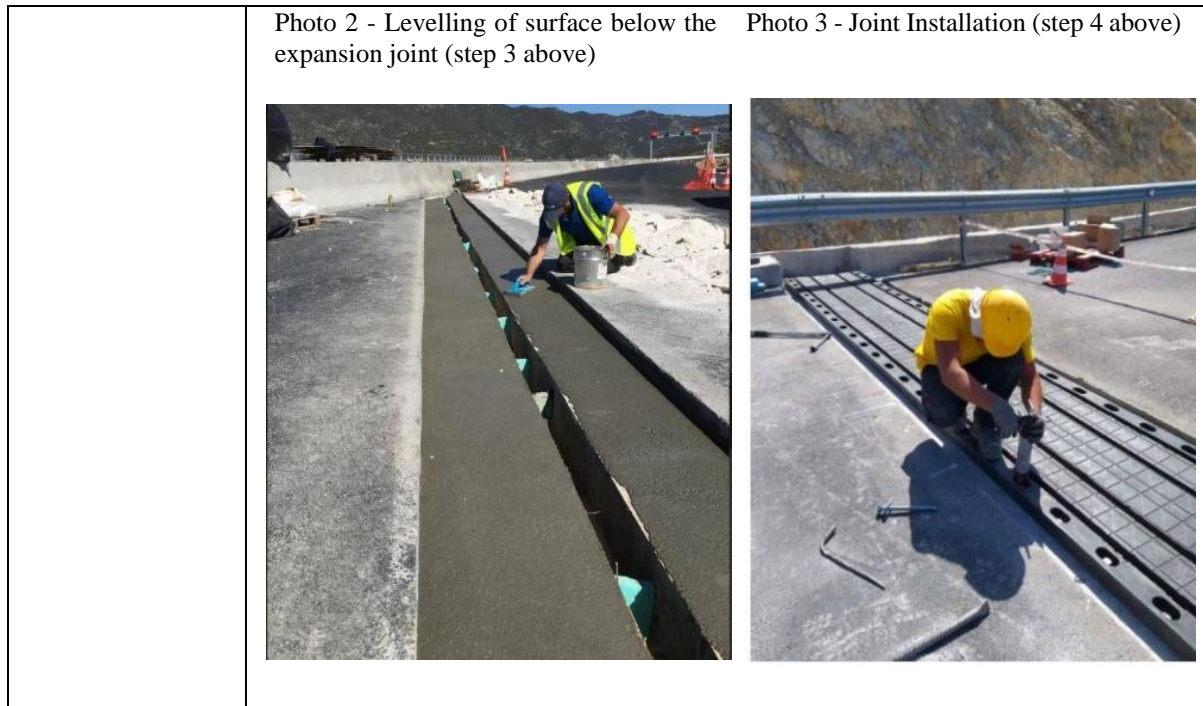 Photo 2 - Levelling of surface below the
expansion joint (step 3 above)
Photo 3 - Joint Installation (step 4 above)